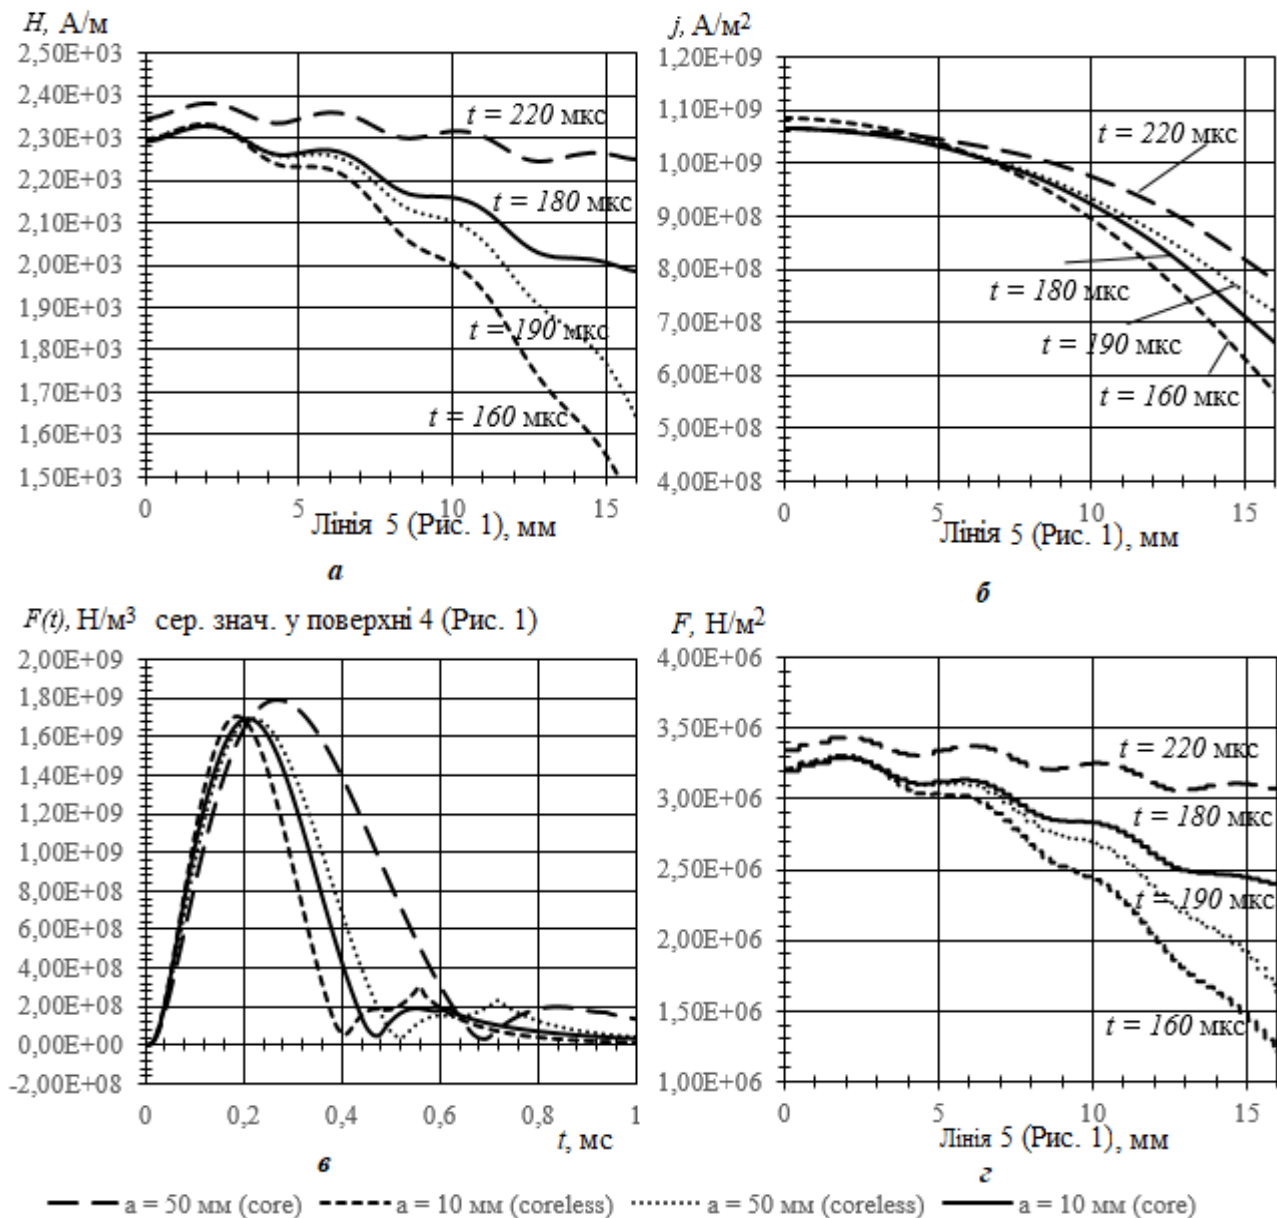 H, А/м
2,50E+03
2,40E+03
2,30E+03
2,20E+03
2,10E+03
2,00E+03
1,90E+03
1,80E+03
1,70E+03
1,60E+03
1,50E+03
t = 220 мкс
t = 180 мкс
t = 190 мкс
t = 160 мкс
0 5 10 15
Лінія 5 (Рис. 1), мм
а
j, А/м²
1,20E+09
1,10E+09
1,00E+09
9,00E+08
8,00E+08
7,00E+08
6,00E+08
5,00E+08
4,00E+08
t = 220 мкс
t = 180 мкс
t = 190 мкс
t = 160 мкс
0 5 10 15
Лінія 5 (Рис. 1), мм
б
F(t), Н/м³ сер. знач. у поверхні 4 (Рис. 1)
2,00E+09
1,80E+09
1,60E+09
1,40E+09
1,20E+09
1,00E+09
8,00E+08
6,00E+08
4,00E+08
2,00E+08
0,00E+00
-2,00E+08
0 0,2 0,4 0,6 0,8 1
t, мс
в
F, Н/м²
4,00E+06
3,50E+06
3,00E+06
2,50E+06
2,00E+06
1,50E+06
1,00E+06
t = 220 мкс
t = 180 мкс
t = 190 мкс
t = 160 мкс
0 5 10 15
Лінія 5 (Рис. 1), мм
г
a = 50 мм (core) a = 10 мм (coreless) a = 50 мм (coreless) a = 10 мм (core)